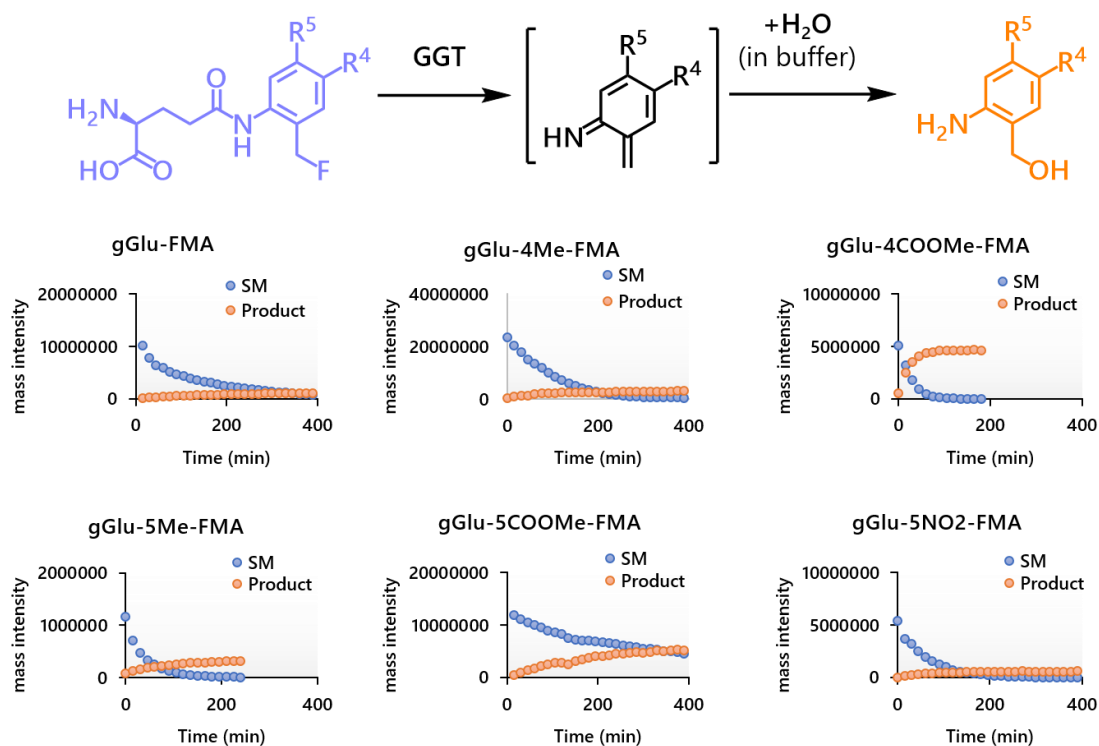 R⁵
R⁴
O
H₂N
N
H
HO
O
F
GGT
R⁵
R⁴
HN
+H₂O
(in buffer)
R⁵
R⁴
H₂N
OH
gGlu-FMA
SM
Product
mass intensity
20000000
10000000
0
0
200
400
Time (min)
gGlu-4Me-FMA
SM
Product
mass intensity
40000000
20000000
0
0
200
400
Time (min)
gGlu-4COOMe-FMA
SM
Product
mass intensity
10000000
5000000
0
0
200
400
Time (min)
gGlu-5Me-FMA
SM
Product
mass intensity
2000000
1000000
0
0
200
400
Time (min)
gGlu-5COOMe-FMA
SM
Product
mass intensity
20000000
10000000
0
0
200
400
Time (min)
gGlu-5NO2-FMA
SM
Product
mass intensity
10000000
5000000
0
0
200
400
Time (min)